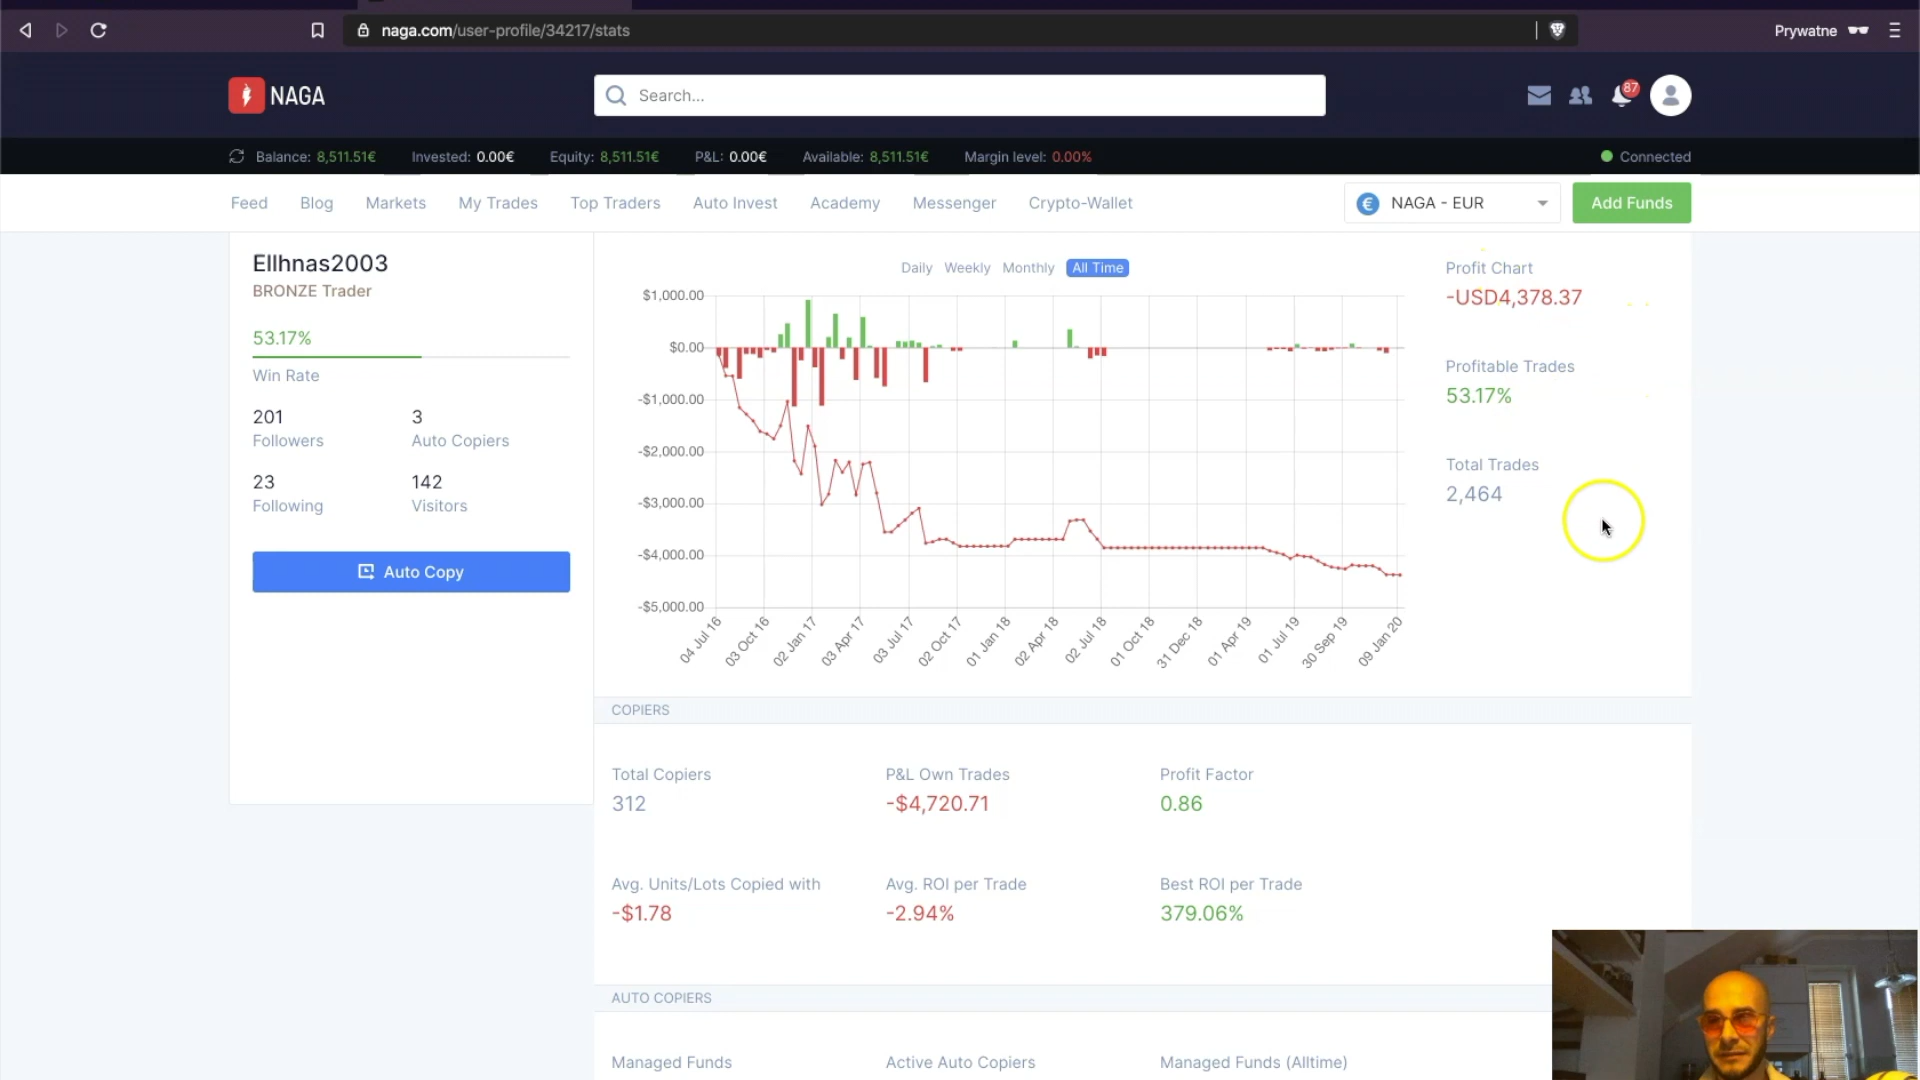 naga.com/user-profile/34217/stats
Prywatne
NAGA
Search...
87
Balance: 8,511.51€ Invested: 0.00€ Equity: 8,511.51€ P&L: 0.00€ Available: 8,511.51€ Margin level: 0.00% Connected
Feed Blog Markets My Trades Top Traders Auto Invest Academy Messenger Crypto-Wallet
€ NAGA - EUR
Add Funds
Ellhnas2003
BRONZE Trader
53.17%
Win Rate
201 3
Followers Auto Copiers
23 142
Following Visitors
Auto Copy
Daily Weekly Monthly All Time
$1,000.00
$0.00
-$1,000.00
-$2,000.00
-$3,000.00
-$4,000.00
-$5,000.00
04 Jul 16 03 Oct 16 02 Jan 17 03 Apr 17 03 Jul 17 02 Oct 17 01 Jan 18 02 Apr 18 02 Jul 18 01 Oct 18 31 Dec 18 01 Apr 19 01 Jul 19 30 Sep 19 09 Jan 20
Profit Chart
-USD4,378.37
Profitable Trades
53.17%
Total Trades
2,464
COPIERS
Total Copiers P&L Own Trades Profit Factor
312 -$4,720.71 0.86
Avg. Units/Lots Copied with Avg. ROI per Trade Best ROI per Trade
-$1.78 -2.94% 379.06%
AUTO COPIERS
Managed Funds Active Auto Copiers Managed Funds (Alltime)